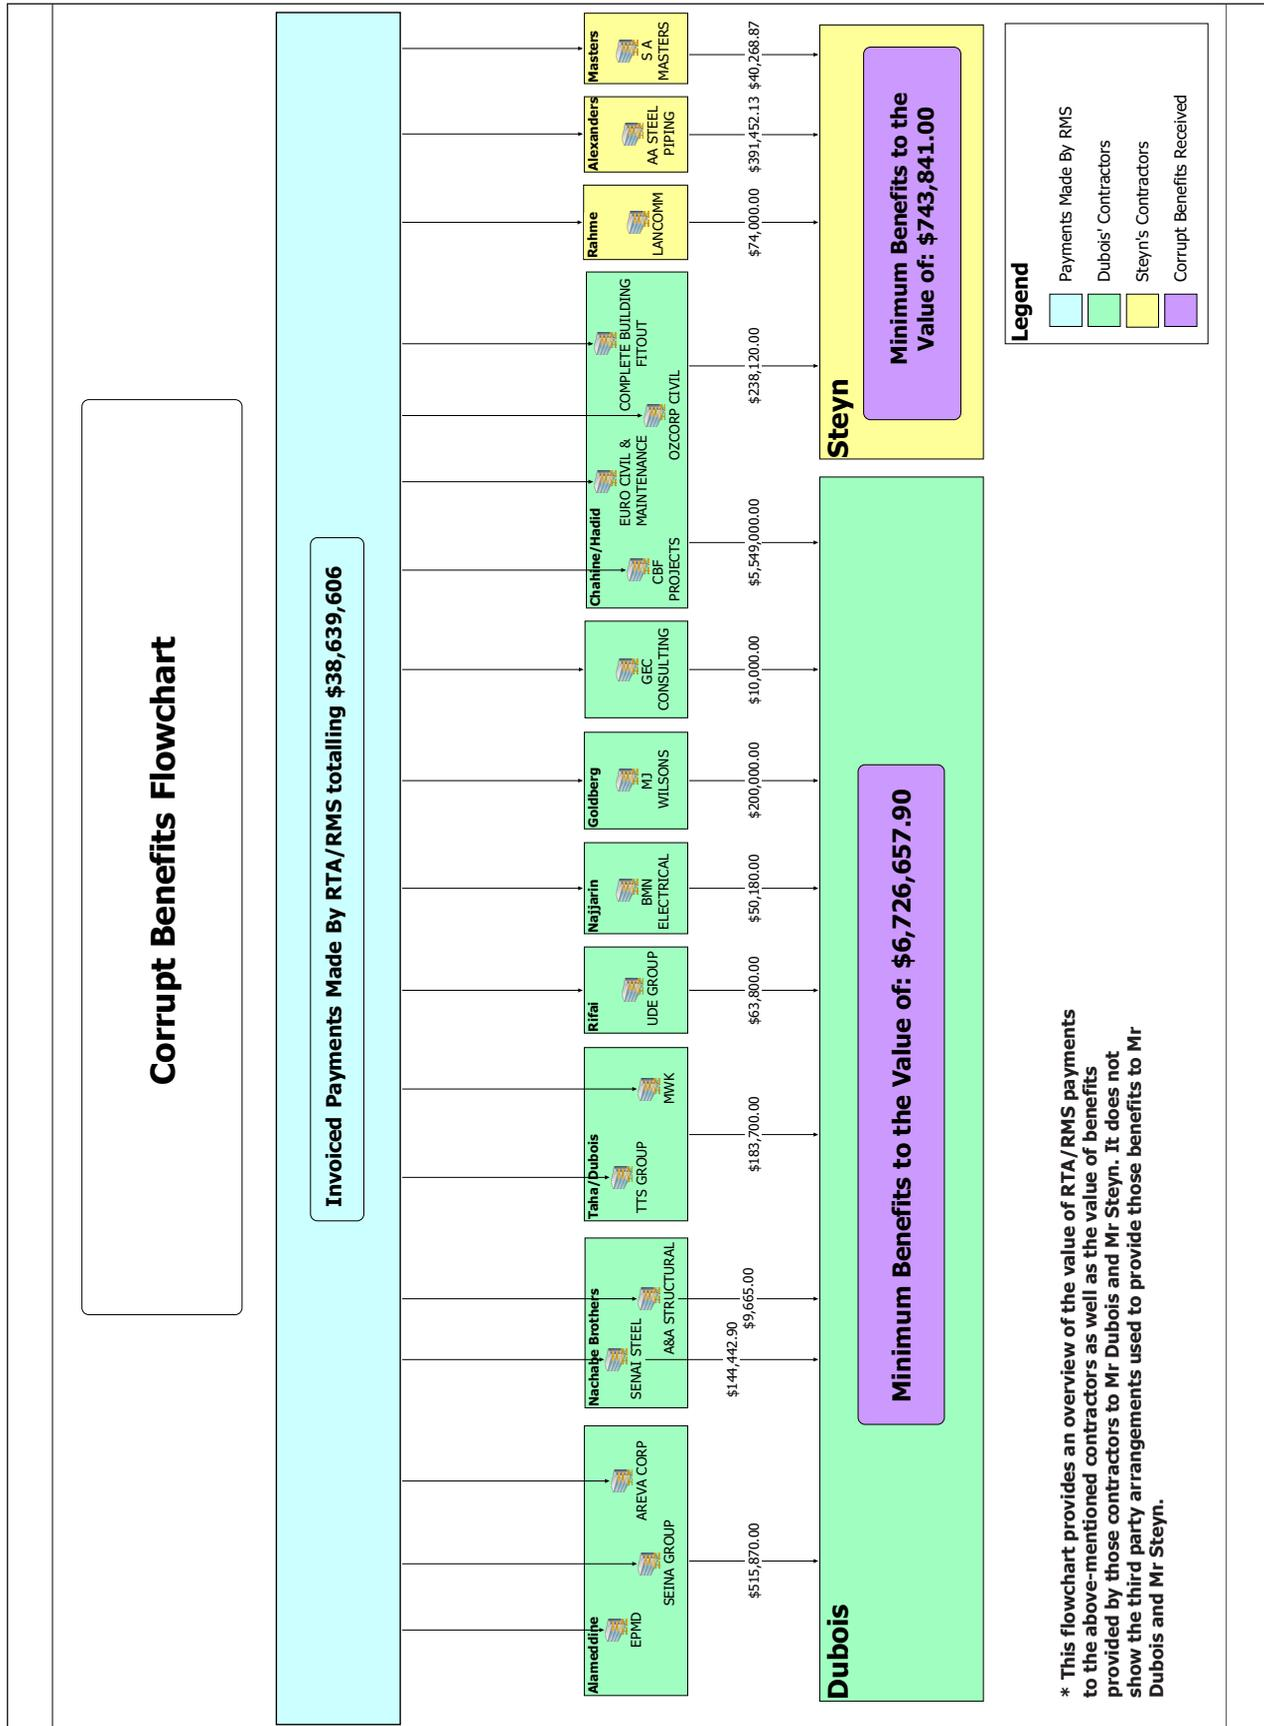 Corrupt Benefits Flowchart
Invoiced Payments Made By RTA/RMS totalling $38,639,606
Alameddine
EPMD
SEINA GROUP
AREVA CORP
Nachabe Brothers
SENAI STEEL
A&A STRUCTURAL
Taha/Dubois
TTS GROUP
MWK
Rifai
UDE GROUP
Najjarin
BMN
ELECTRICAL
Goldberg
MJ
WILSONS
GEC
CONSULTING
Chahine/Hadid
CBF
PROJECTS
EURO CIVIL &
MAINTENANCE
OZCORP CIVIL
COMPLETE BUILDING
FITOUT
Rahme
LANCOMM
Alexanders
AA STEEL
PIPING
Masters
S A
MASTERS
$515,870.00
$144,442.90
$9,665.00
$183,700.00
$63,800.00
$50,180.00
$200,000.00
$10,000.00
$5,549,000.00
$238,120.00
$74,000.00
$391,452.13
$40,268.87
Dubois
Minimum Benefits to the Value of: $6,726,657.90
Steyn
Minimum Benefits to the
Value of: $743,841.00
* This flowchart provides an overview of the value of RTA/RMS payments
to the above-mentioned contractors as well as the value of benefits
provided by those contractors to Mr Dubois and Mr Steyn. It does not
show the third party arrangements used to provide those benefits to Mr
Dubois and Mr Steyn.
Legend
Payments Made By RMS
Dubois' Contractors
Steyn's Contractors
Corrupt Benefits Received